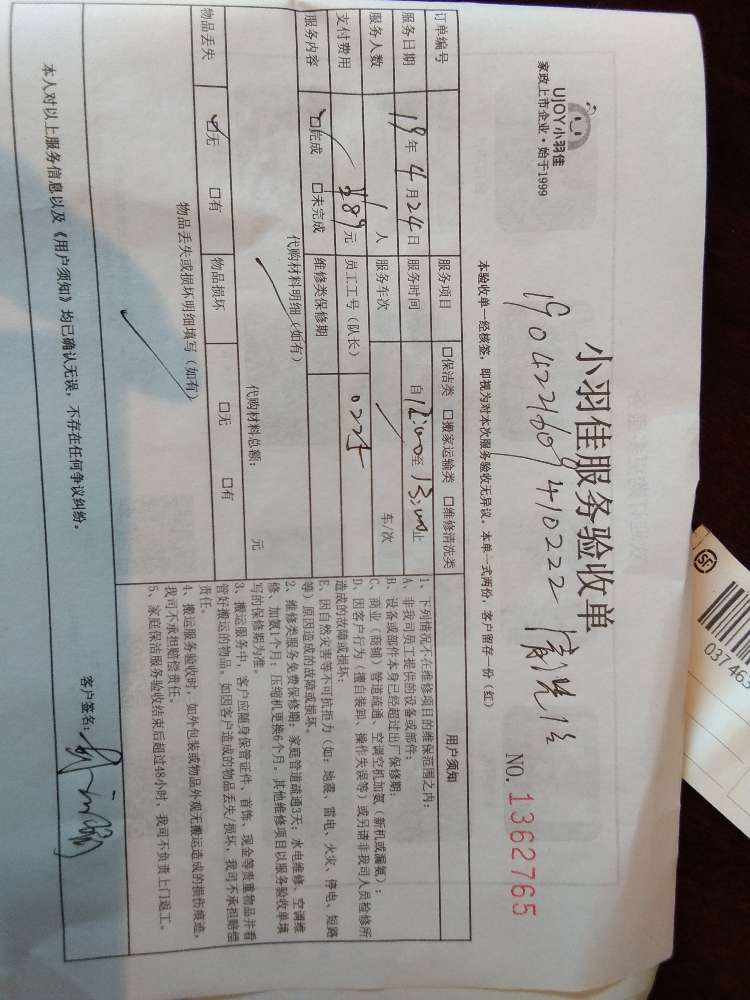 UJOY小羽佳
家政上市企业·始于1999
小羽佳服务验收单
NO. 1362765
本验收单一经核签，即视为对本次服务验收无异议。本单一式两份，客户留存一份（红）
订单编号
服务项目 □保洁类 □搬家运输类 □维修清洗类
服务日期 19年4月24日 服务时间 自12:00至13:00止
服务人数 1人 服务车次 / 车/次
支付费用 元 员工工号（队长） 0225
服务内容 ☑完成 □未完成 维修类保修期
代购材料明细（如有）
代购材料总额： 元
物品丢失 ☑无 □有 物品损坏 □无 □有
物品丢失或损坏明细填写（如有）
用户须知
1、下列情况不在维修项目的维保范围之内：
A、非我司员工提供的设备或部件；
B、设备或部件本身已经超过出厂保修期；
C、商业（商铺）管道疏通、空调空机加氨（新机或漏氨）；
D、因客户行为（擅自装卸、操作失误等）或另请非我司人员检修所
造成的故障或损坏；
E、因自然灾害等不可抗拒力（如：地震、雷电、火灾、停电、短路
等）原因造成的故障或损坏。
2、维修类服务免费保修期：家庭管道疏通3天；水电维修、空调维
修、加氨1个月；压缩机更换6个月。其他维修项目以服务验收单填
写的保修期为准。
3、搬运服务中，客户应随身保管证件、首饰、现金等贵重物品并看
管好搬运的物品。如因客户造成的物品丢失/损坏，我司不承担赔偿
责任。
4、搬运服务验收时，如外包装或物品外观无搬运造成的损伤痕迹，
我司不承担赔偿责任。
5、家庭保洁服务验收结束后超过48小时，我司不负责上门返工。
本人对以上服务信息以及《用户须知》均已确认无误，不存在任何争议纠纷。
客户签名：
SF
037 463